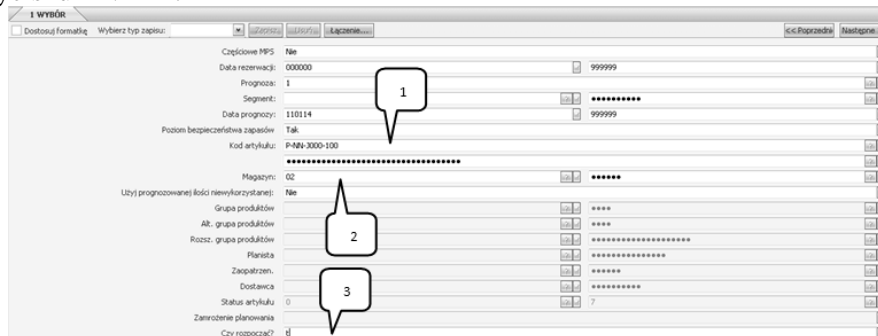 1 WYBÓR
Dostosuj formatkę Wybierz typ zapisu: Zapisz Usuń Łączenie.... << Poprzedni Następne
Częściowe MPS Nie
Data rezerwacji: 000000 999999
Prognoza: 1
Segment: ••••••••••
Data prognozy: 110114 999999
Poziom bezpieczeństwa zapasów Tak
Kod artykułu: P-NN-J000-100
•••••••••••••••••••••••••••••••••••
Magazyn: 02 ••••••
Użyj prognozowanej ilości niewykorzystanej: Nie
Grupa produktów ••••
Alt. grupa produktów ••••
Rozsz. grupa produktów ••••••••••••••••••••
Planista •••••••••••••••
Zaopatrzen. ••••••
Dostawca ••••••••••
Status artykułu 0 7
Zamrożenie planowania
Czy rozpocząć? t
1
2
3